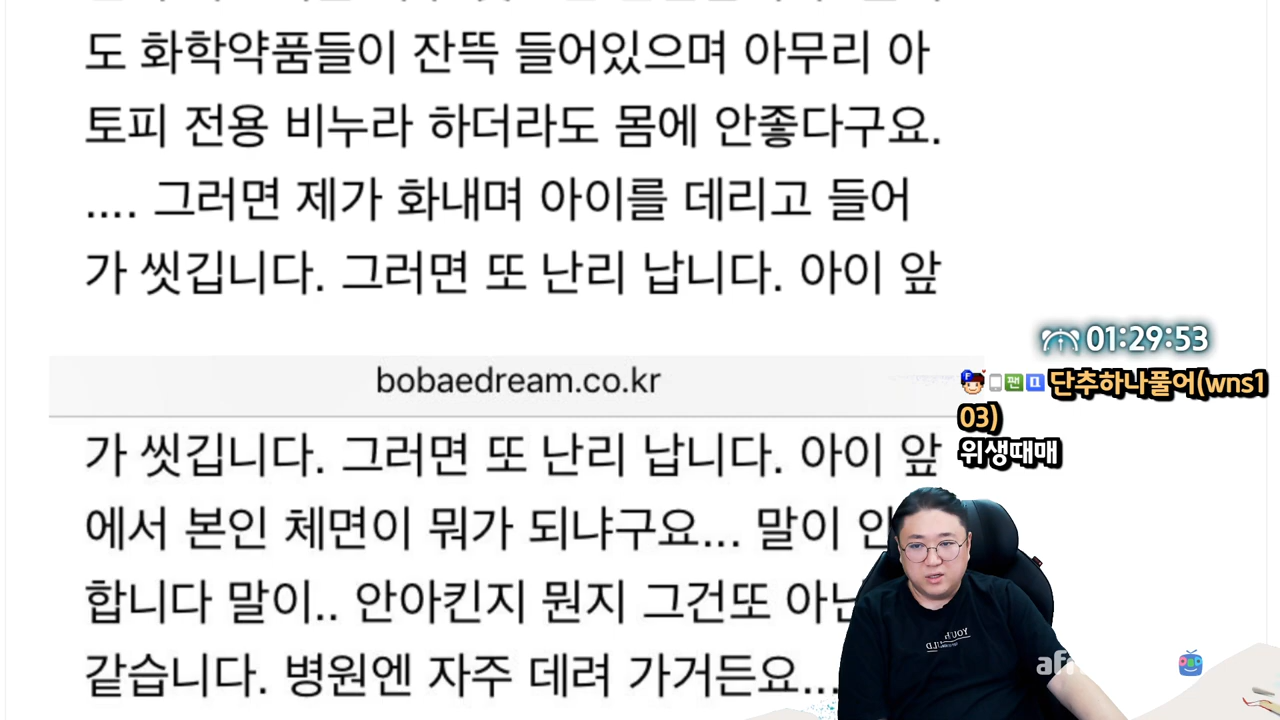 도 화학약품들이 잔뜩 들어있으며 아무리 아
토피 전용 비누라 하더라도 몸에 안좋다구요.
.... 그러면 제가 화내며 아이를 데리고 들어
가 씻깁니다. 그러면 또 난리 납니다. 아이 앞
bobaedream.co.kr
가 씻깁니다. 그러면 또 난리 납니다. 아이 앞
에서 본인 체면이 뭐가 되냐구요... 말이 안
합니다 말이.. 안아킨지 뭔지 그건또 아닌
같습니다. 병원엔 자주 데려 가거든요...
01:29:53
팬 단추하나풀어(wns1
03)
위생때매